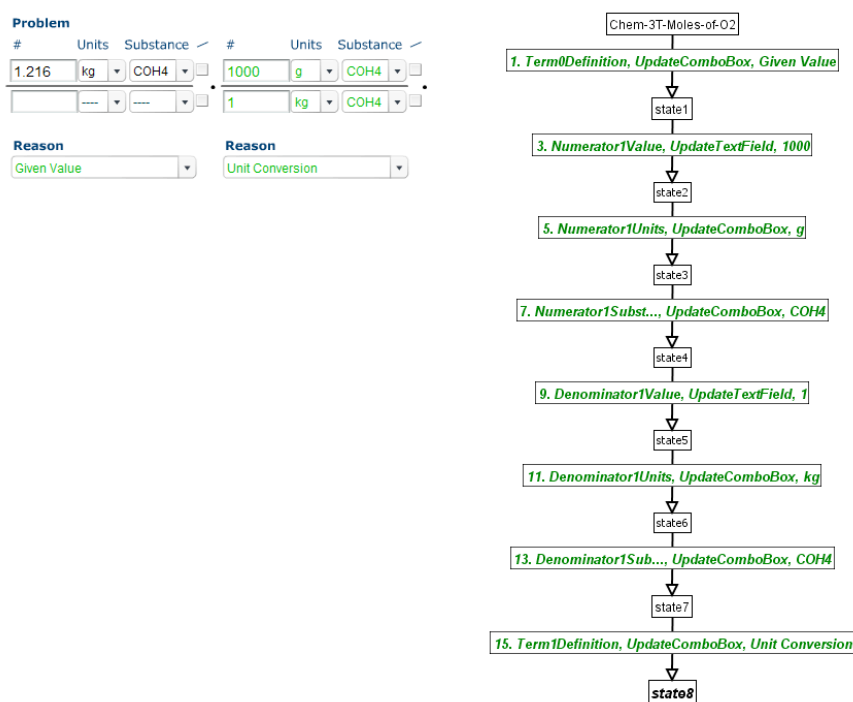 Problem
# Units Substance # Units Substance
1.216 kg COH4 1000 g COH4
---- ---- 1 kg COH4
Reason Reason
Given Value Unit Conversion
Chem-3T-Moles-of-O2
1. Term0Definition, UpdateComboBox, Given Value
state1
3. Numerator1Value, UpdateTextField, 1000
state2
5. Numerator1Units, UpdateComboBox, g
state3
7. Numerator1Subst..., UpdateComboBox, COH4
state4
9. Denominator1Value, UpdateTextField, 1
state5
11. Denominator1Units, UpdateComboBox, kg
state6
13. Denominator1Sub..., UpdateComboBox, COH4
state7
15. Term1Definition, UpdateComboBox, Unit Conversion
state8